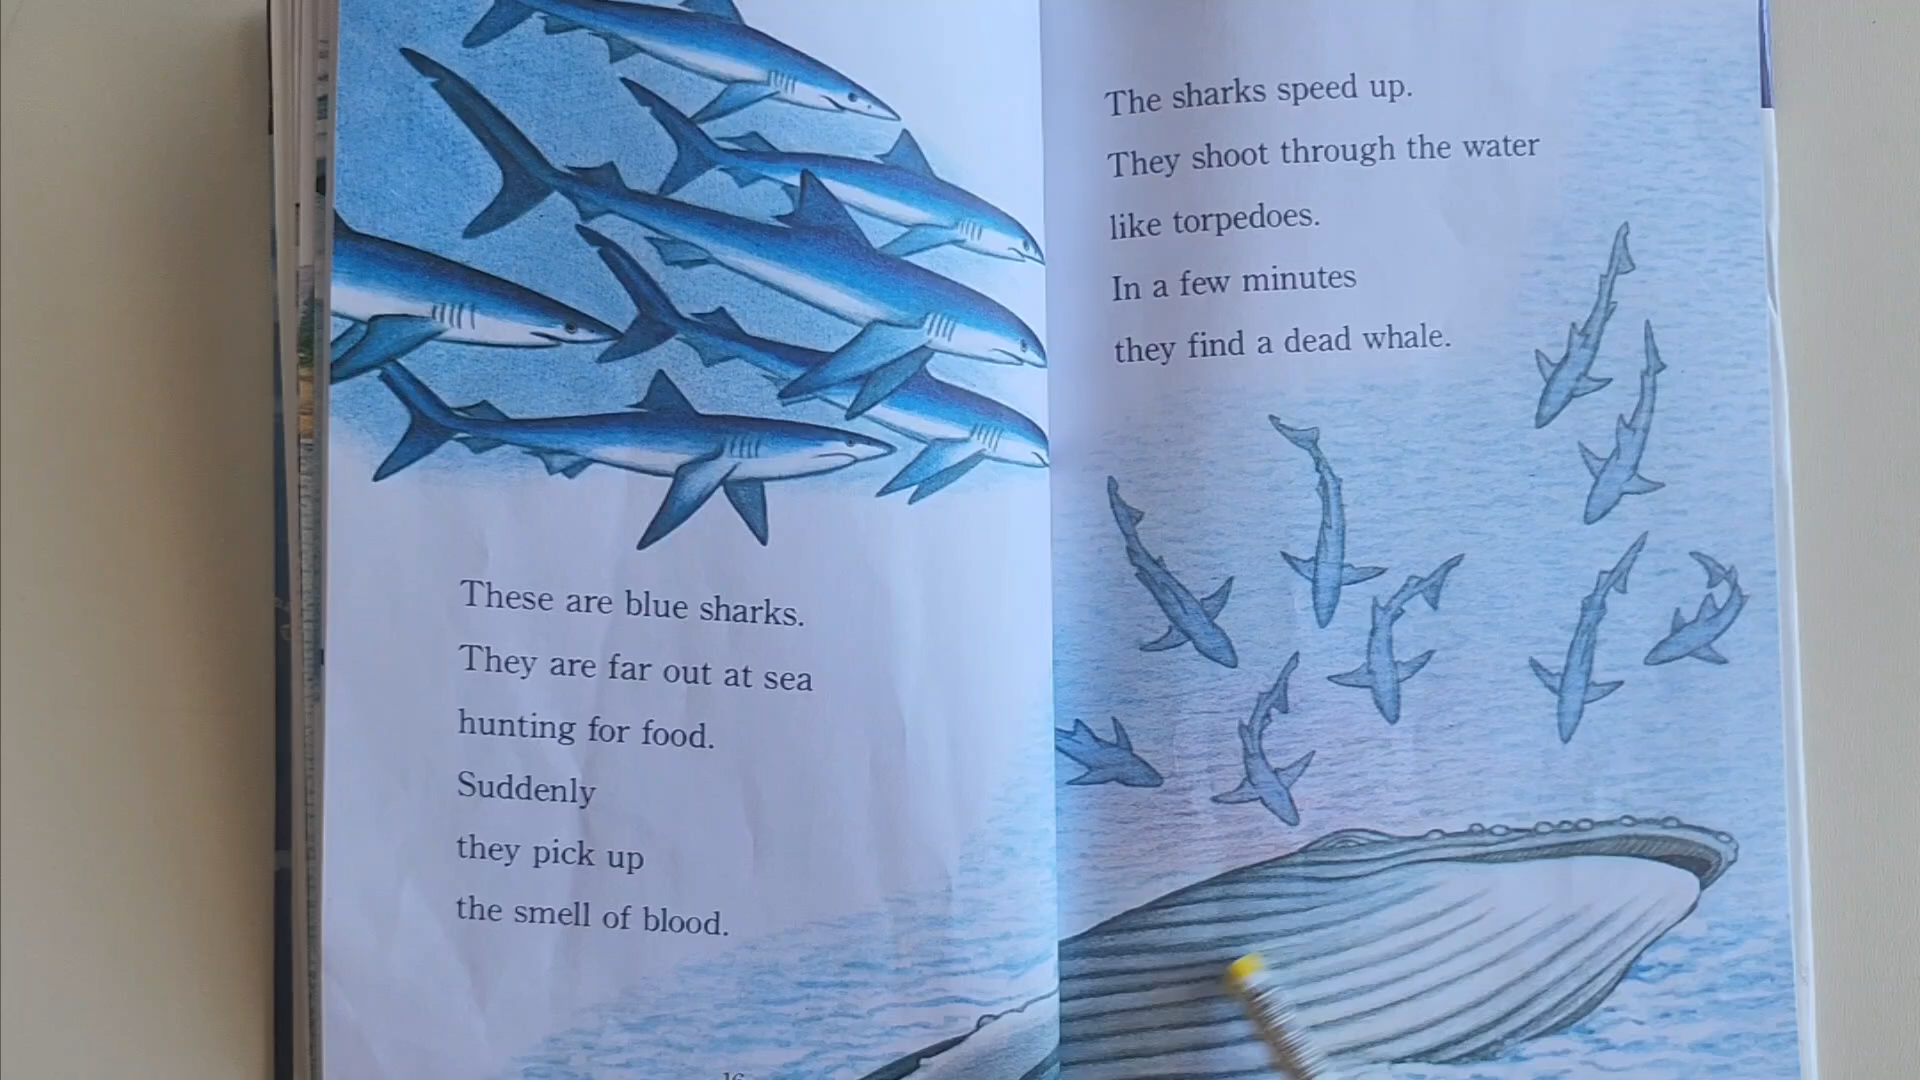 These are blue sharks.
They are far out at sea
hunting for food.
Suddenly
they pick up
the smell of blood.
The sharks speed up.
They shoot through the water
like torpedoes.
In a few minutes
they find a dead whale.